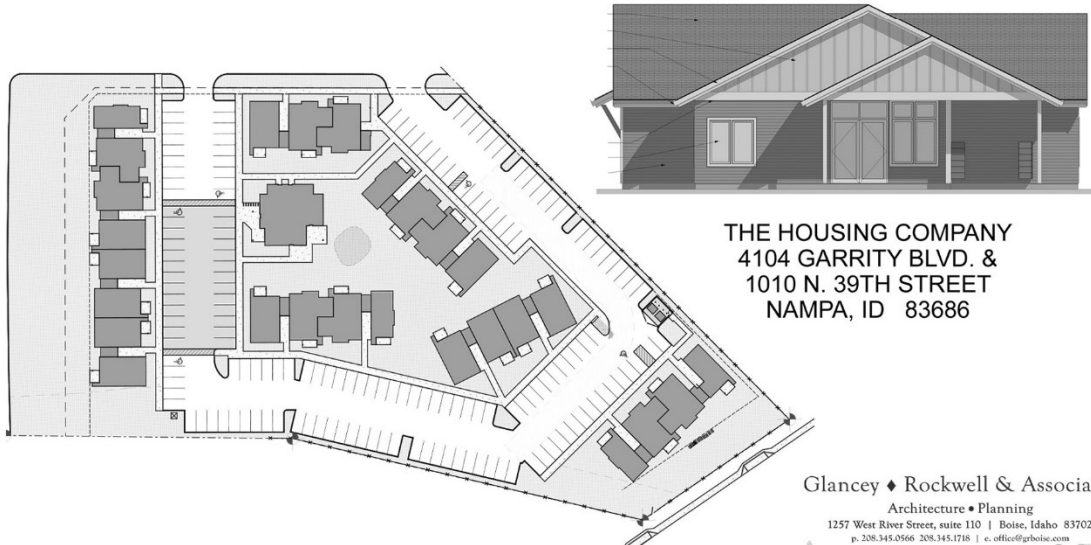 THE HOUSING COMPANY
4104 GARRITY BLVD. &
1010 N. 39TH STREET
NAMPA, ID 83686
Glancey ♦ Rockwell & Associa
Architecture • Planning
1257 West River Street, suite 110 | Boise, Idaho 83702
p. 208.345.0566 208.345.1718 | e. office@grboise.com